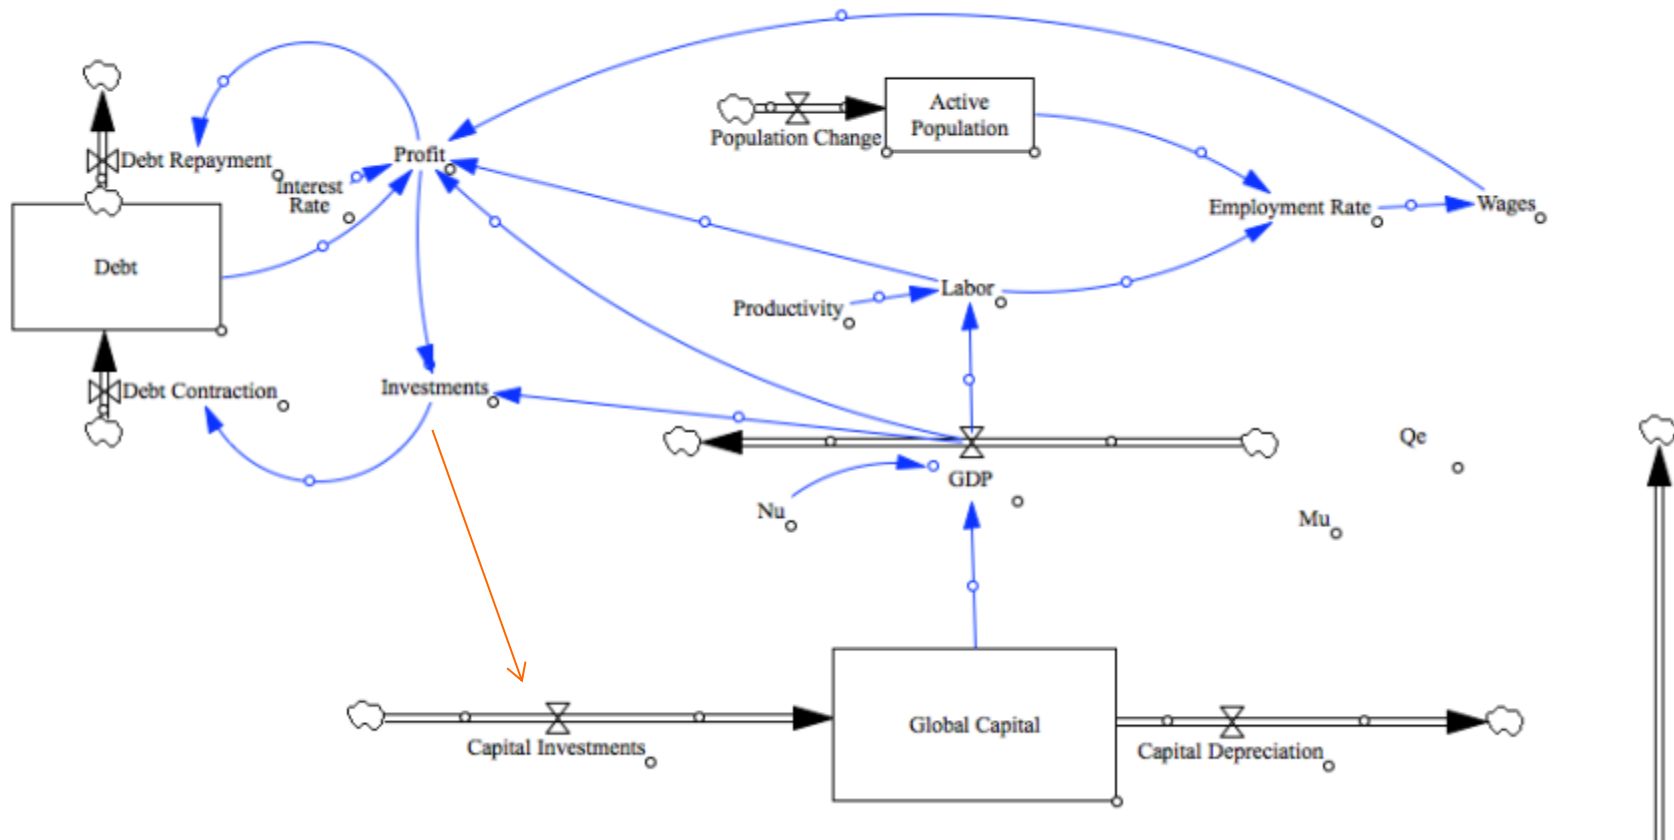 Active
Population
Population Change
Debt Repayment
Profit
Interest
Rate
Employment Rate
Wages
Debt
Labor
Productivity
Debt Contraction
Investments
Qe
GDP
Nu
Mu
Global Capital
Capital Investments
Capital Depreciation